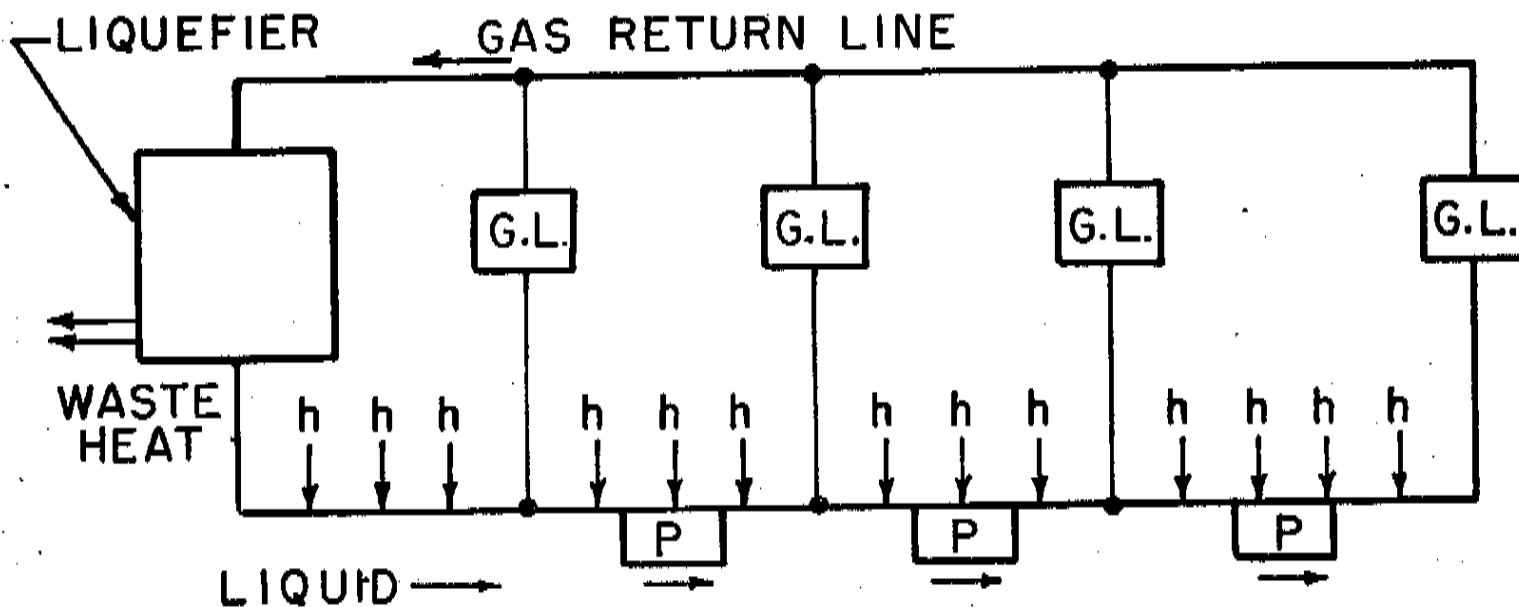 LIQUEFIER
GAS RETURN LINE
G.L. G.L. G.L. G.L.
WASTE
HEAT
h h h h h h h h h h h h h
P P P
LIQUID